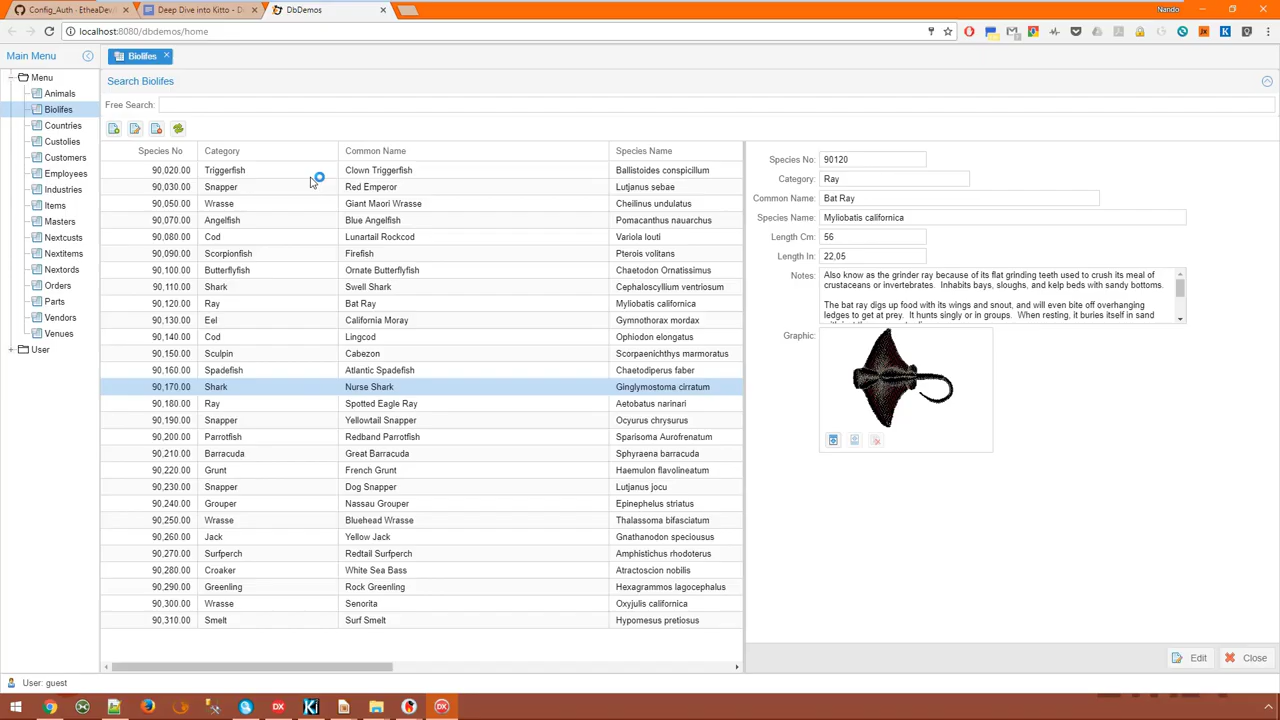 Config_Auth · EtheaDev/
Deep Dive into Kitto - D
DbDemos
Nando
localhost:8080/dbdemos/home
Main Menu
Biolifes
Menu
Animals
Biolifes
Countries
Custolies
Customers
Employees
Industries
Items
Masters
Nextcusts
Nextitems
Nextords
Orders
Parts
Vendors
Venues
User
Search Biolifes
Free Search:
Species No Category Common Name Species Name
90,020.00 Triggerfish Clown Triggerfish Ballistoides conspicillum
90,030.00 Snapper Red Emperor Lutjanus sebae
90,050.00 Wrasse Giant Maori Wrasse Cheilinus undulatus
90,070.00 Angelfish Blue Angelfish Pomacanthus nauarchus
90,080.00 Cod Lunartail Rockcod Variola louti
90,090.00 Scorpionfish Firefish Pterois volitans
90,100.00 Butterflyfish Ornate Butterflyfish Chaetodon Ornatissimus
90,110.00 Shark Swell Shark Cephaloscyllium ventriosum
90,120.00 Ray Bat Ray Myliobatis californica
90,130.00 Eel California Moray Gymnothorax mordax
90,140.00 Cod Lingcod Ophiodon elongatus
90,150.00 Sculpin Cabezon Scorpaenichthys marmoratus
90,160.00 Spadefish Atlantic Spadefish Chaetodiperus faber
90,170.00 Shark Nurse Shark Ginglymostoma cirratum
90,180.00 Ray Spotted Eagle Ray Aetobatus narinari
90,190.00 Snapper Yellowtail Snapper Ocyurus chrysurus
90,200.00 Parrotfish Redband Parrotfish Sparisoma Aurofrenatum
90,210.00 Barracuda Great Barracuda Sphyraena barracuda
90,220.00 Grunt French Grunt Haemulon flavolineatum
90,230.00 Snapper Dog Snapper Lutjanus jocu
90,240.00 Grouper Nassau Grouper Epinephelus striatus
90,250.00 Wrasse Bluehead Wrasse Thalassoma bifasciatum
90,260.00 Jack Yellow Jack Gnathanodon speciousus
90,270.00 Surfperch Redtail Surfperch Amphistichus rhodoterus
90,280.00 Croaker White Sea Bass Atractoscion nobilis
90,290.00 Greenling Rock Greenling Hexagrammos lagocephalus
90,300.00 Wrasse Senorita Oxyjulis californica
90,310.00 Smelt Surf Smelt Hypomesus pretiosus
Species No: 90120
Category: Ray
Common Name: Bat Ray
Species Name: Myliobatis californica
Length Cm: 56
Length In: 22,05
Notes: Also know as the grinder ray because of its flat grinding teeth used to crush its meal of
crustaceans or invertebrates. Inhabits bays, sloughs, and kelp beds with sandy bottoms.
The bat ray digs up food with its wings and snout, and will even bite off overhanging
ledges to get at prey. It hunts singly or in groups. When resting, it buries itself in sand
Graphic:
Edit Close
User: guest